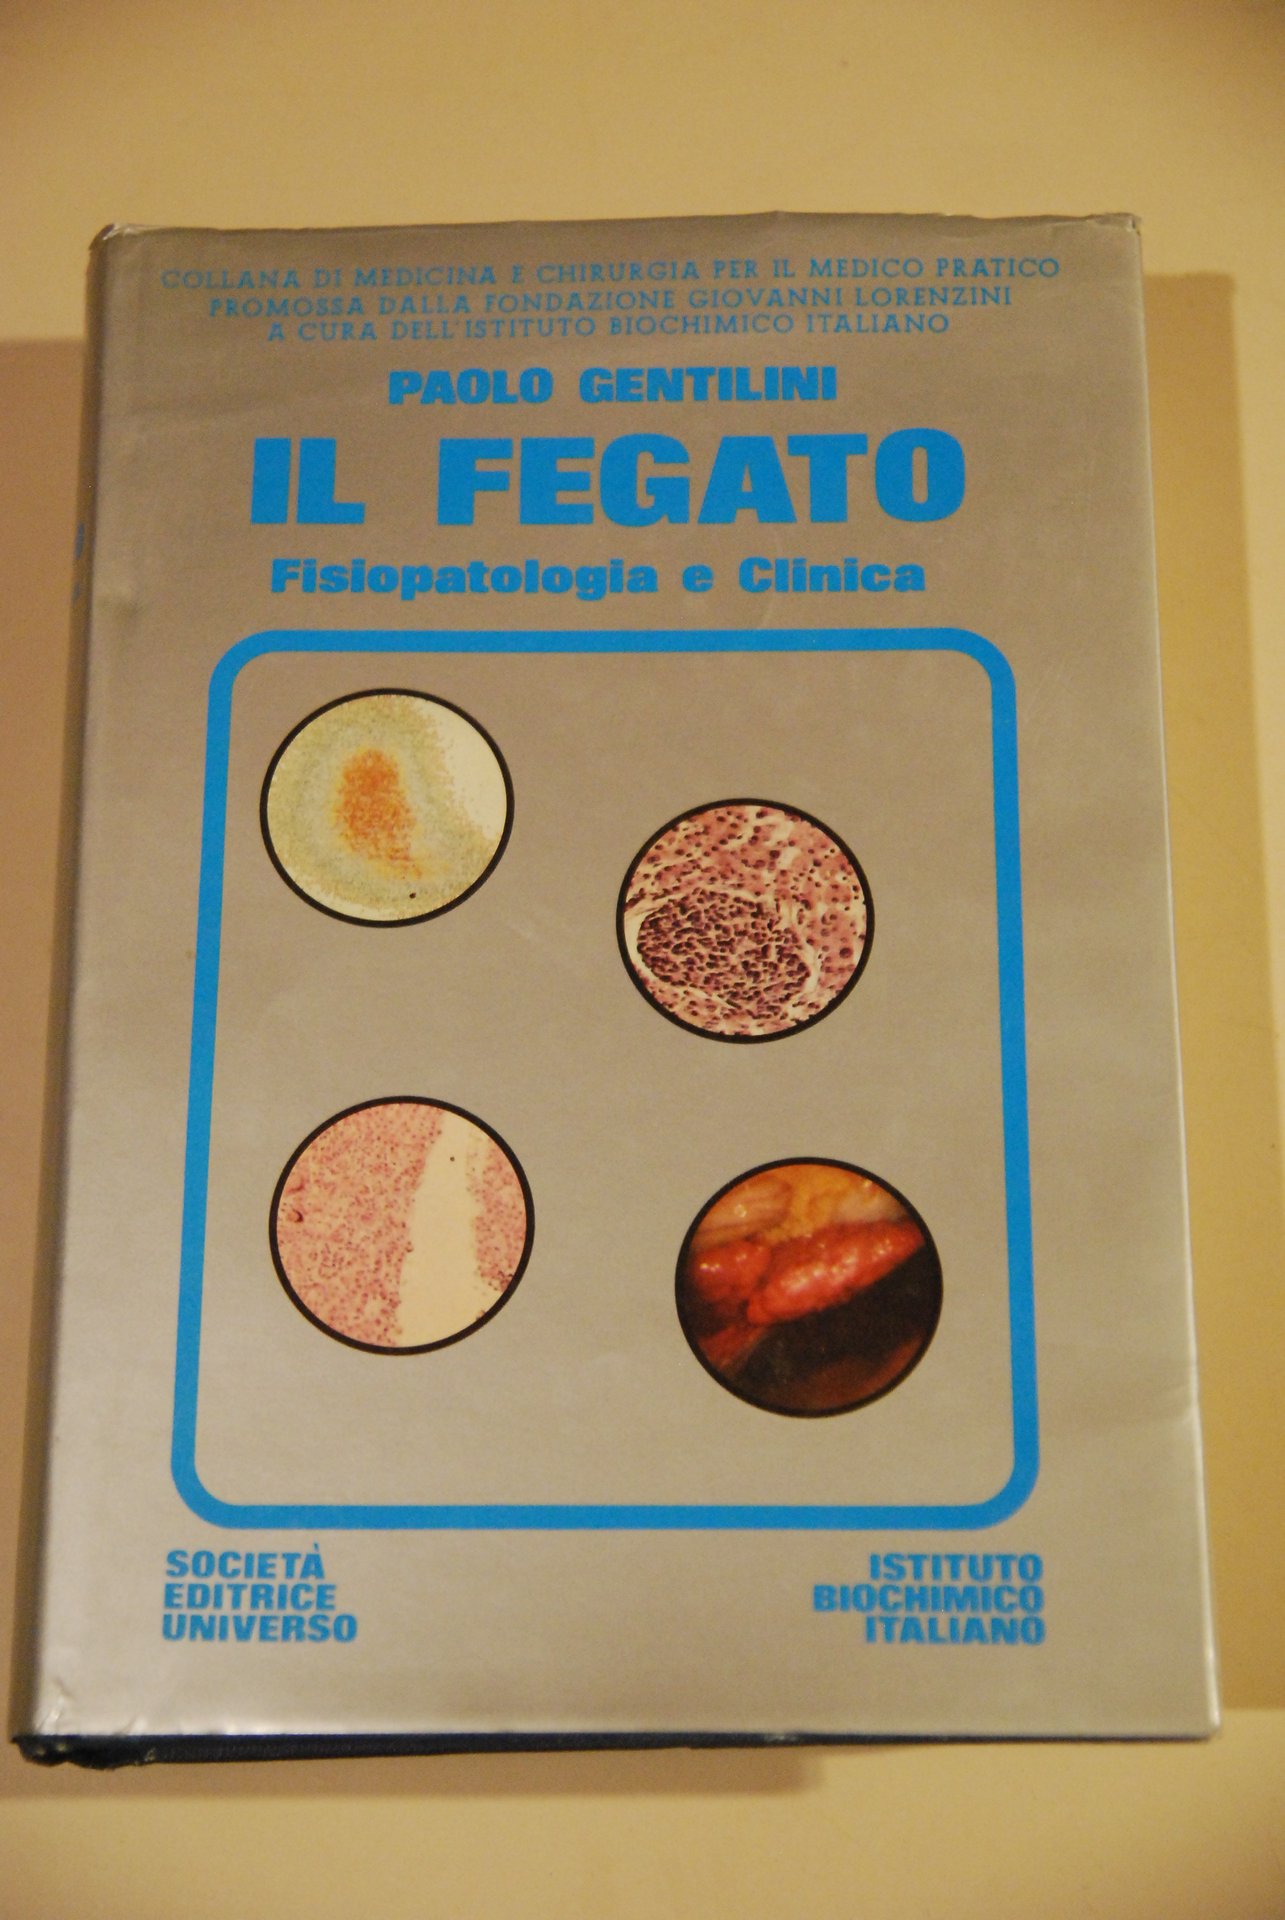 COLLANA DI MEDICINA E CHIRURGIA PER IL MEDICO PRATICO
PROMOSSA DALLA FONDAZIONE GIOVANNI LORENZINI
A CURA DELL'ISTITUTO BIOCHIMICO ITALIANO
PAOLO GENTILINI
IL FEGATO
Fisiopatologia e Clinica
SOCIETÀ
EDITRICE
UNIVERSO
ISTITUTO
BIOCHIMICO
ITALIANO